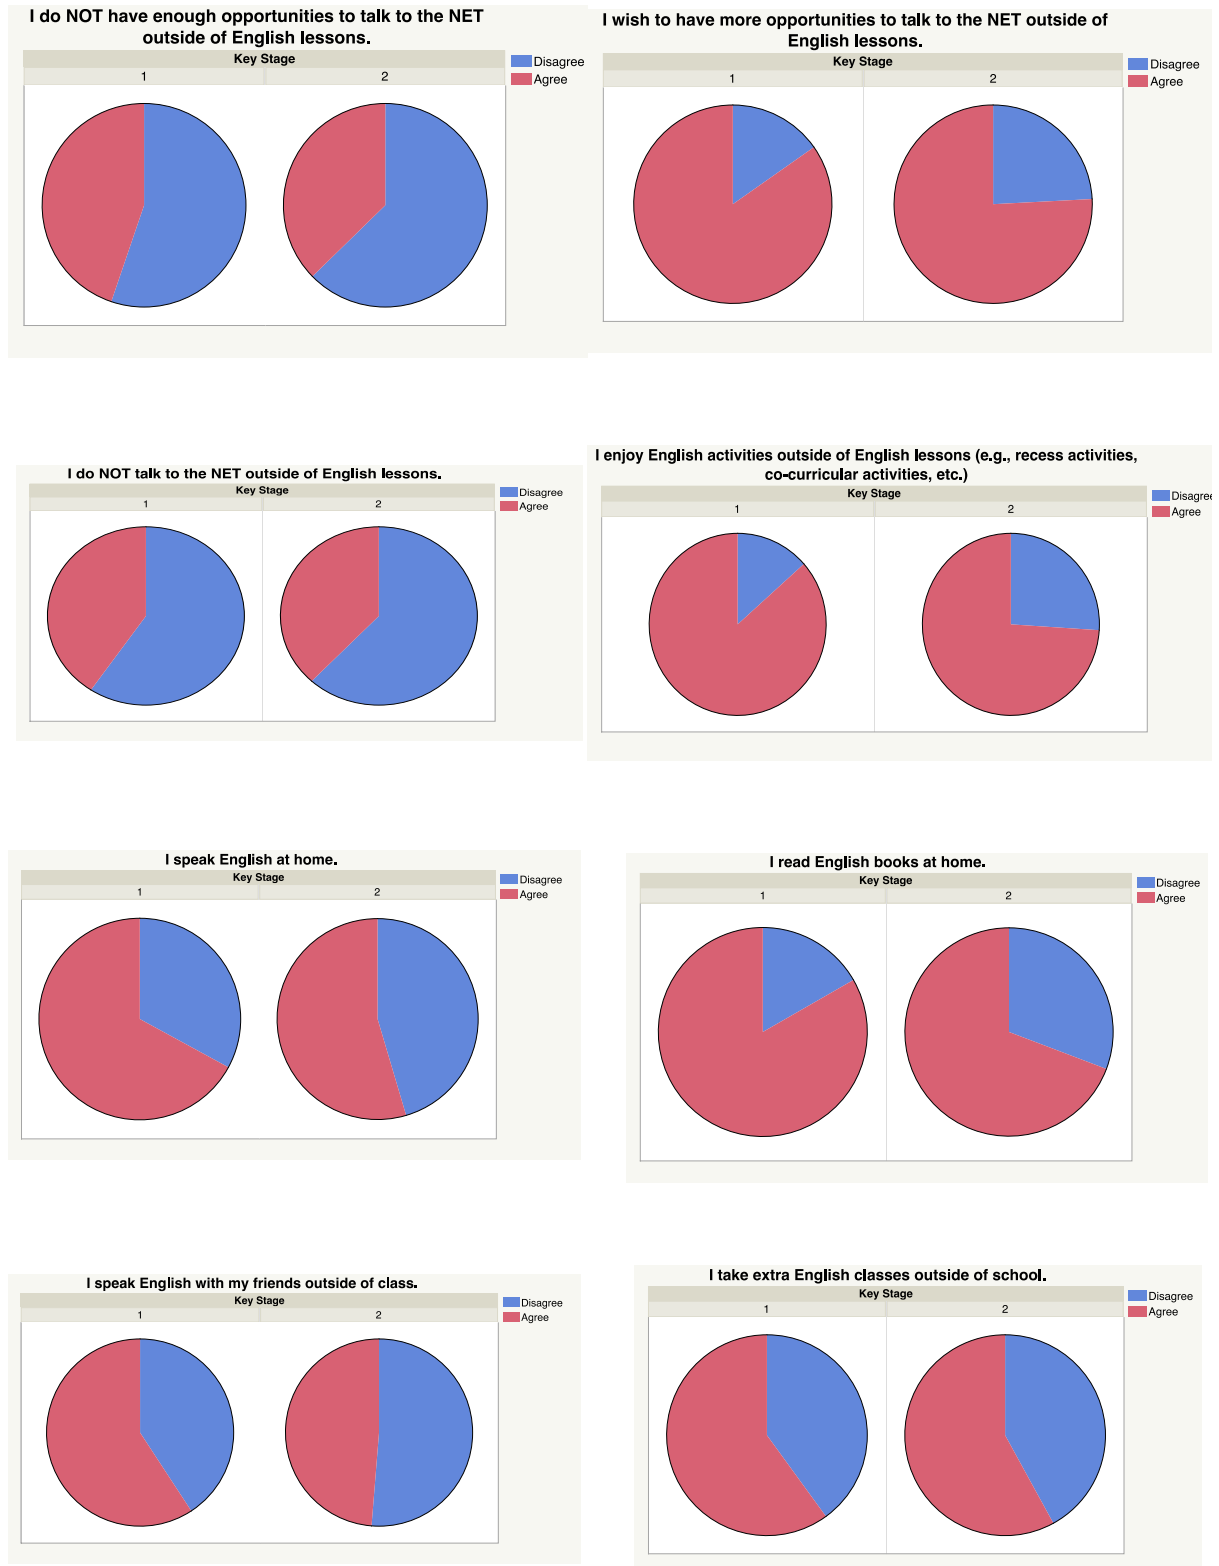 I do NOT have enough opportunities to talk to the NET
outside of English lessons.
Key Stage
1 2
Disagree
Agree
I wish to have more opportunities to talk to the NET outside of
English lessons.
Key Stage
1 2
Disagree
Agree
I do NOT talk to the NET outside of English lessons.
Key Stage
1 2
Disagree
Agree
I enjoy English activities outside of English lessons (e.g., recess activities,
co-curricular activities, etc.)
Key Stage
1 2
Disagree
Agree
I speak English at home.
Key Stage
1 2
Disagree
Agree
I read English books at home.
Key Stage
1 2
Disagree
Agree
I speak English with my friends outside of class.
Key Stage
1 2
Disagree
Agree
I take extra English classes outside of school.
Key Stage
1 2
Disagree
Agree